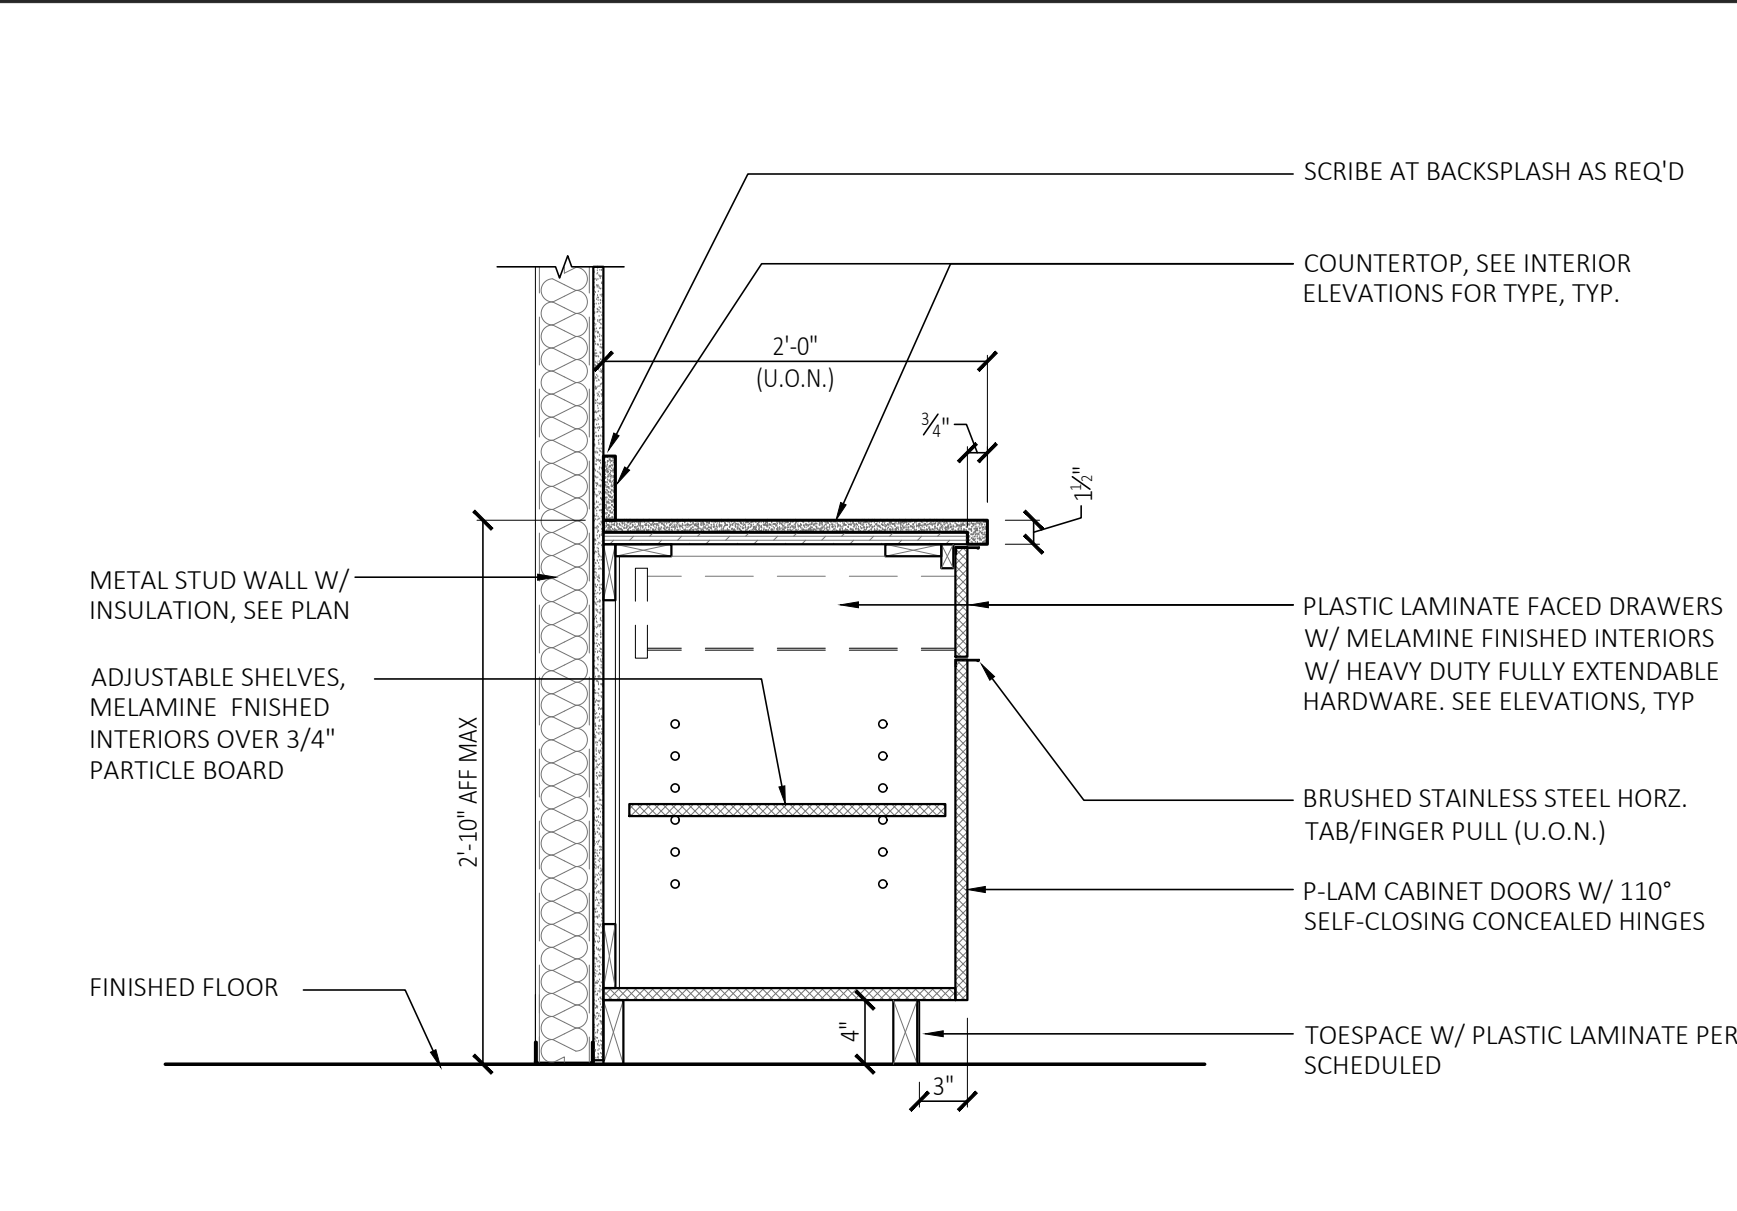 SCRIBE AT BACKSPLASH AS REQ'D
COUNTERTOP, SEE INTERIOR
ELEVATIONS FOR TYPE, TYP.
2'-0"
(U.O.N.)
3/4"
1 1/2"
METAL STUD WALL W/
INSULATION, SEE PLAN
ADJUSTABLE SHELVES,
MELAMINE FNISHED
INTERIORS OVER 3/4"
PARTICLE BOARD
2'-10" AFF MAX
PLASTIC LAMINATE FACED DRAWERS
W/ MELAMINE FINISHED INTERIORS
W/ HEAVY DUTY FULLY EXTENDABLE
HARDWARE. SEE ELEVATIONS, TYP
BRUSHED STAINLESS STEEL HORZ.
TAB/FINGER PULL (U.O.N.)
P-LAM CABINET DOORS W/ 110°
SELF-CLOSING CONCEALED HINGES
FINISHED FLOOR
4"
3"
TOESPACE W/ PLASTIC LAMINATE PER
SCHEDULED